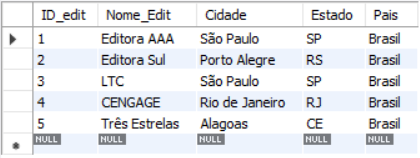 ID_edit Nome_Edit Cidade Estado Pais
1 Editora AAA São Paulo SP Brasil
2 Editora Sul Porto Alegre RS Brasil
3 LTC São Paulo SP Brasil
4 CENGAGE Rio de Janeiro RJ Brasil
5 Três Estrelas Alagoas CE Brasil
NULL NULL NULL NULL NULL